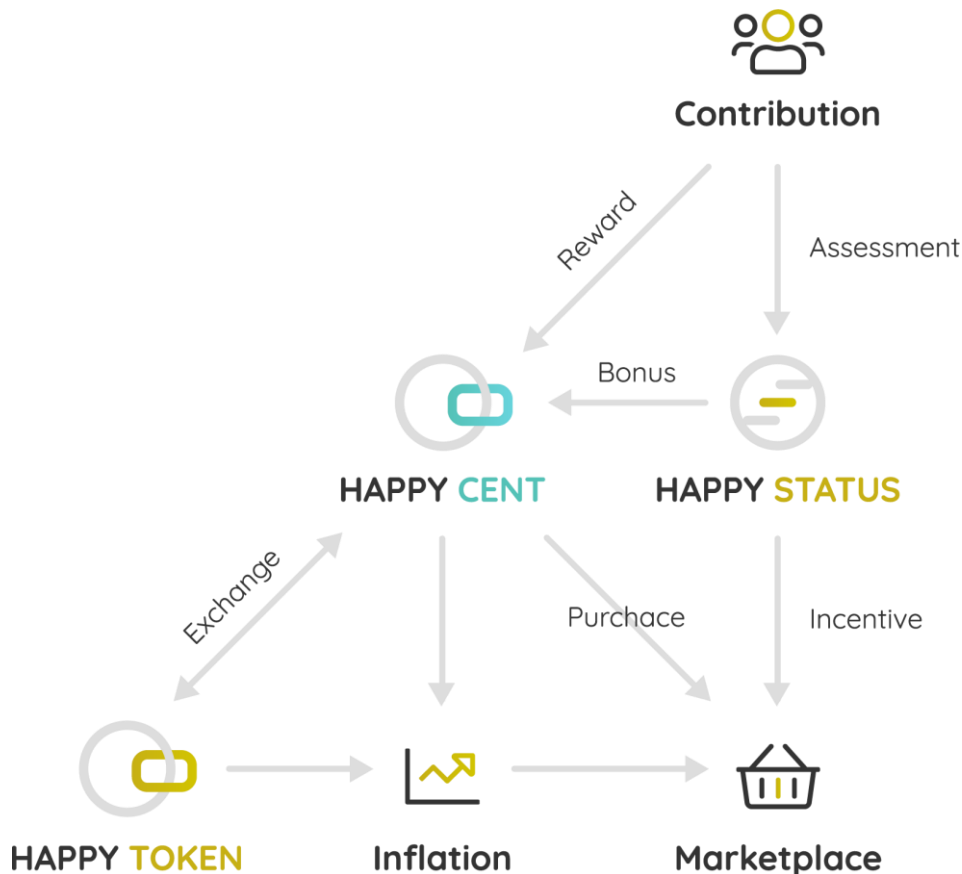 Contribution
Reward
Assessment
Bonus
HAPPY CENT
HAPPY STATUS
Exchange
Purchace
Incentive
HAPPY TOKEN
Inflation
Marketplace